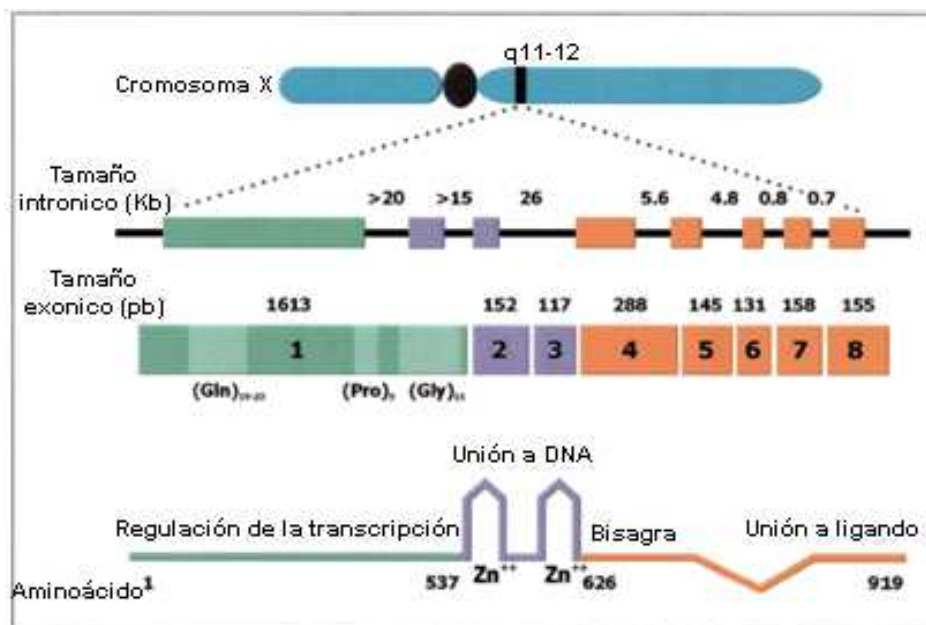 q11-12
Cromosoma X
Tamaño
intronico (Kb)
>20 >15 26 5.6 4.8 0.8 0.7
Tamaño
exonico (pb)
1613 152 117 288 145 131 158 155
1 2 3 4 5 6 7 8
(Gln) (Pro) (Gly)
Unión a DNA
Regulación de la transcripción
Bisagra
Unión a ligando
Zn++ Zn++
Aminoácido1
537 626 919